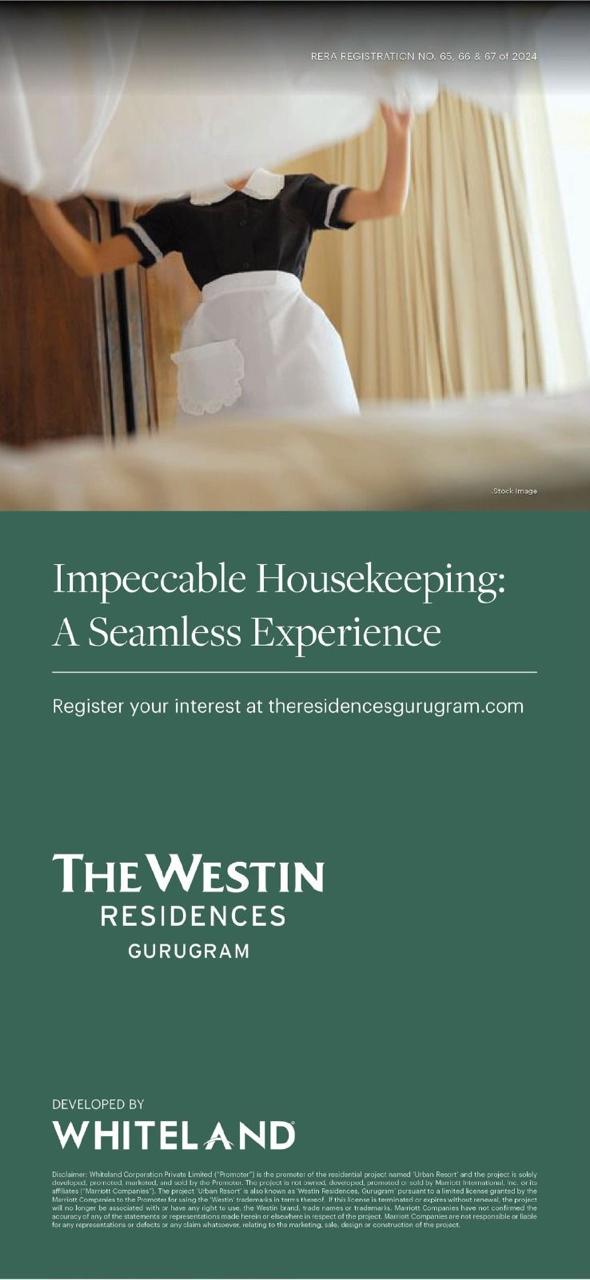 RERA REGISTRATION NO. 65, 66 & 67 of 2024
.Stock Image
Impeccable Housekeeping:
A Seamless Experience
Register your interest at theresidencesgurugram.com
THE WESTIN
RESIDENCES
GURUGRAM
DEVELOPED BY
WHITELAND
Disclaimer: Whiteland Corporation Private Limited ("Promoter") is the promoter of the residential project named 'Urban Resort' and the project is solely
developed, promoted, marketed, and sold by the Promoter. The project is not owned, developed, promoted or sold by Marriott International, Inc. or its
affiliates ("Marriott Companies"). The project 'Urban Resort' is also known as 'Westin Residences, Gurugram' pursuant to a limited license granted by the
Marriott Companies to the Promoter for using the 'Westin' trademarks in terms thereof. If this license is terminated or expires without renewal, the project
will no longer be associated with or have any right to use, the Westin brand, trade names or trademarks. Marriott Companies have not confirmed the
accuracy of any of the statements or representations made herein or elsewhere in respect of the project. Marriott Companies are not responsible or liable
for any representations or defects or any claim whatsoever, relating to the marketing, sale, design or construction of the project.